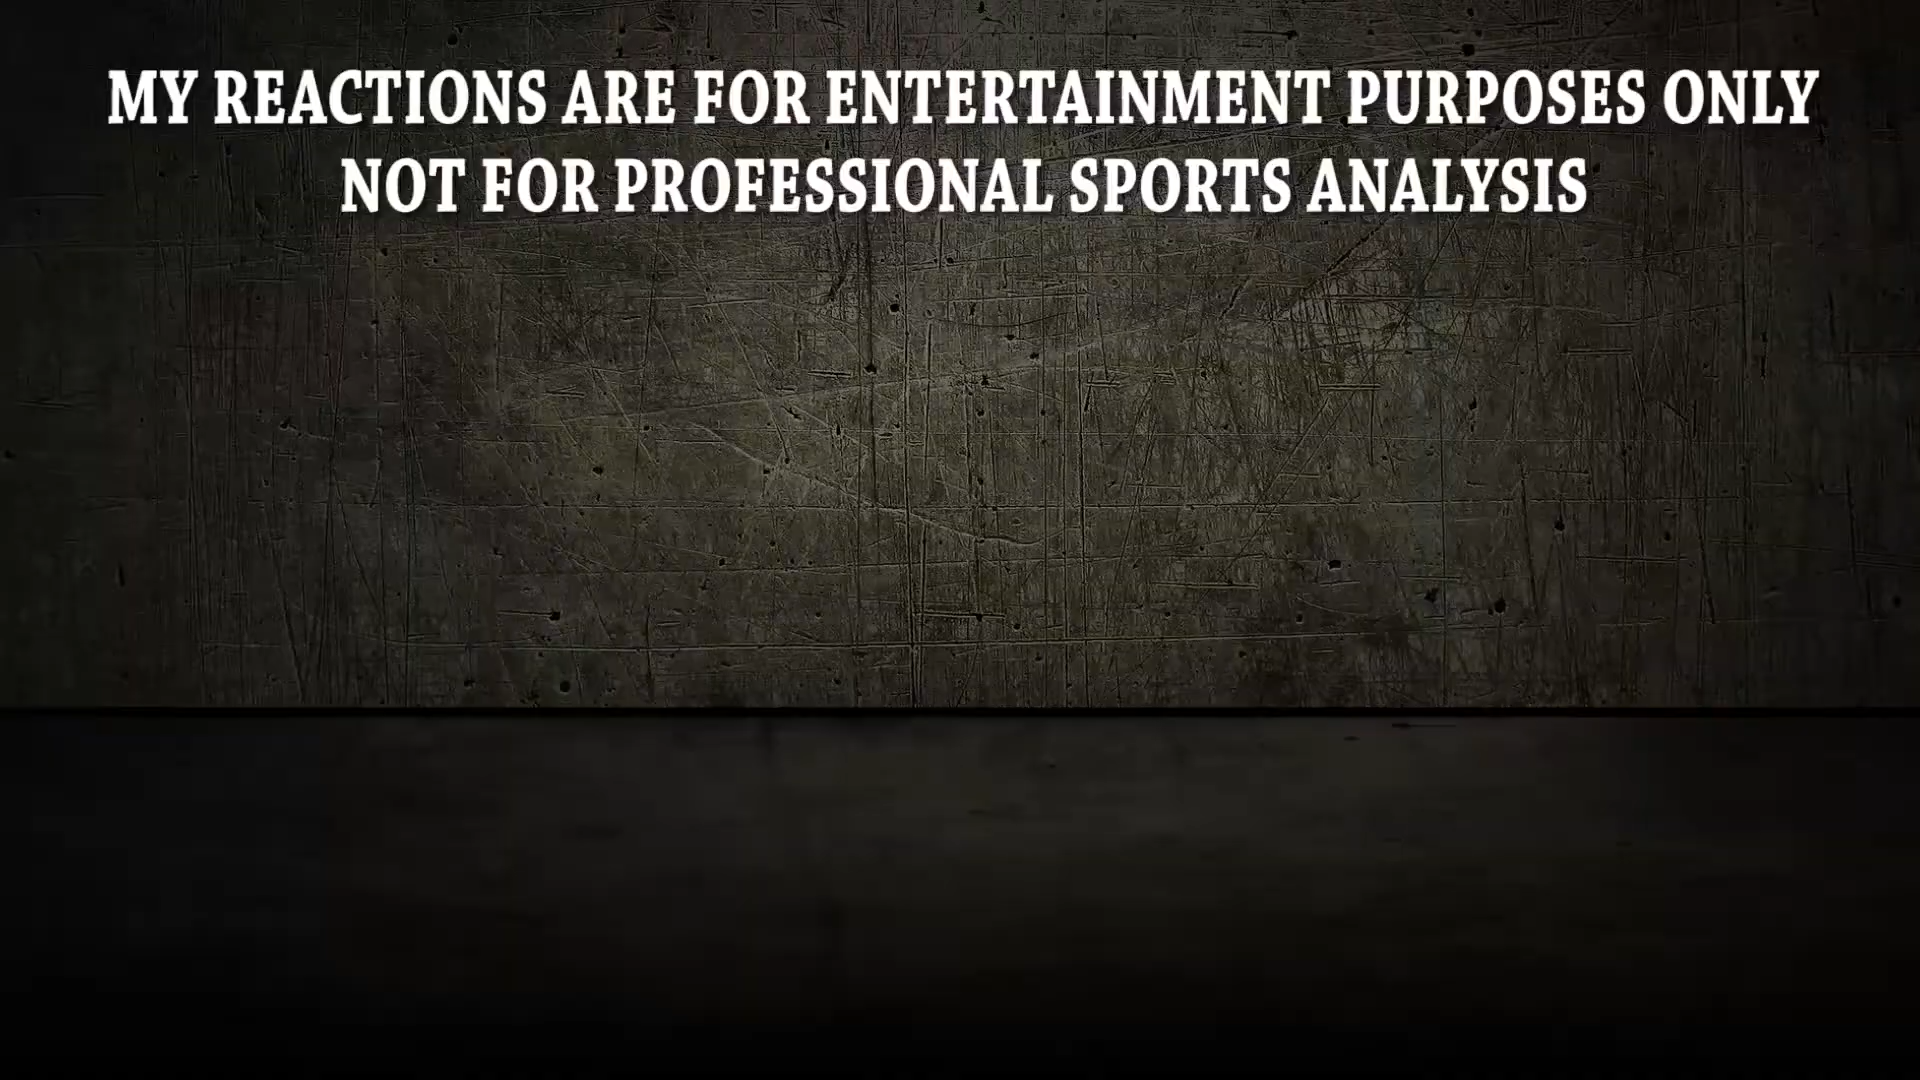 MY REACTIONS ARE FOR ENTERTAINMENT PURPOSES ONLY
NOT FOR PROFESSIONAL SPORTS ANALYSIS